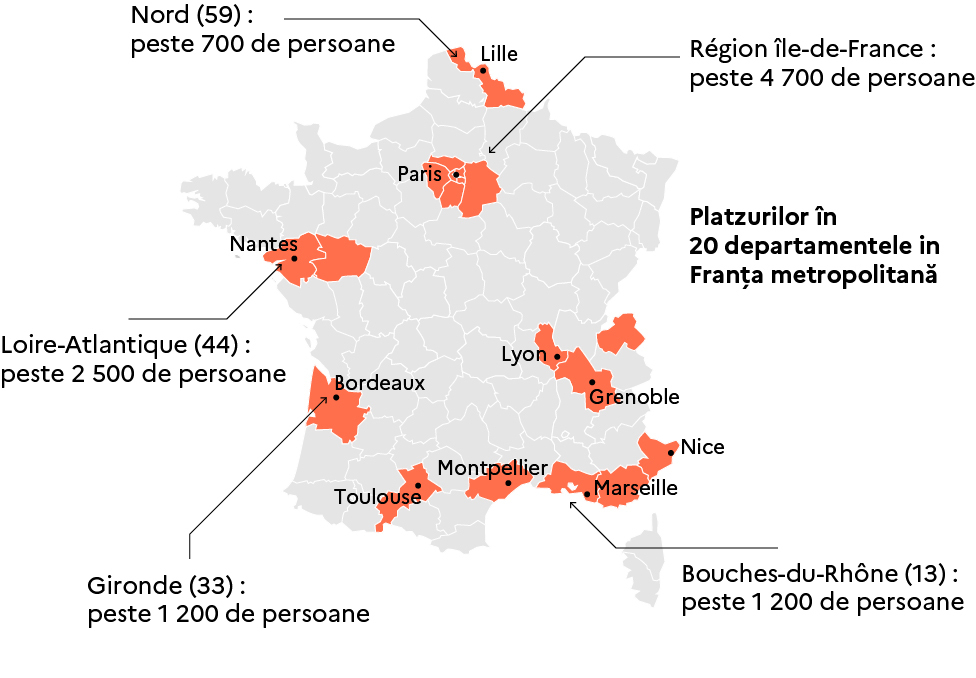 Nord (59) :
peste 700 de persoane
Lille
Région île-de-France :
peste 4 700 de persoane
Paris
Platzurilor în
20 departamentele in
Franța metropolitană
Nantes
Loire-Atlantique (44) :
peste 2 500 de persoane
Lyon
Grenoble
Bordeaux
Nice
Montpellier
Toulouse
Marseille
Gironde (33) :
peste 1 200 de persoane
Bouches-du-Rhône (13) :
peste 1 200 de persoane